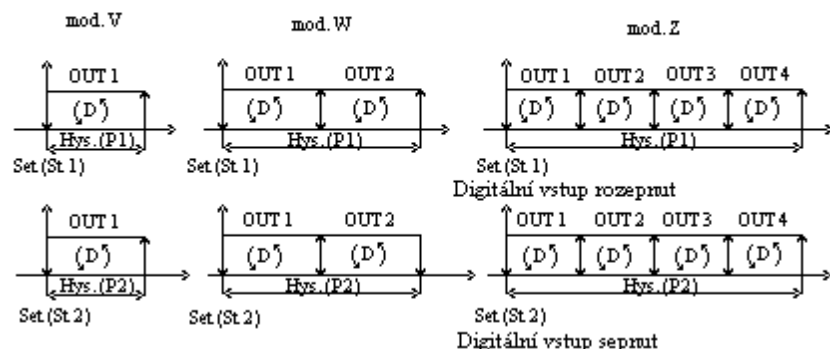 mod. V mod. W mod. Z
OUT 1 OUT 1 OUT 2 OUT 1 OUT 2 OUT 3 OUT 4
(D) (D) (D) (D) (D) (D) (D)
Hys.(P1) Hys.(P1) Hys.(P1)
Set (St 1) Set (St 1) Set (St 1)
Digitální vstup rozepnut
OUT 1 OUT 1 OUT 2 OUT 1 OUT 2 OUT 3 OUT 4
(D) (D) (D) (D) (D) (D) (D)
Hys.(P2) Hys.(P2) Hys.(P2)
Set (St 2) Set (St 2) Set (St 2)
Digitální vstup sepnut